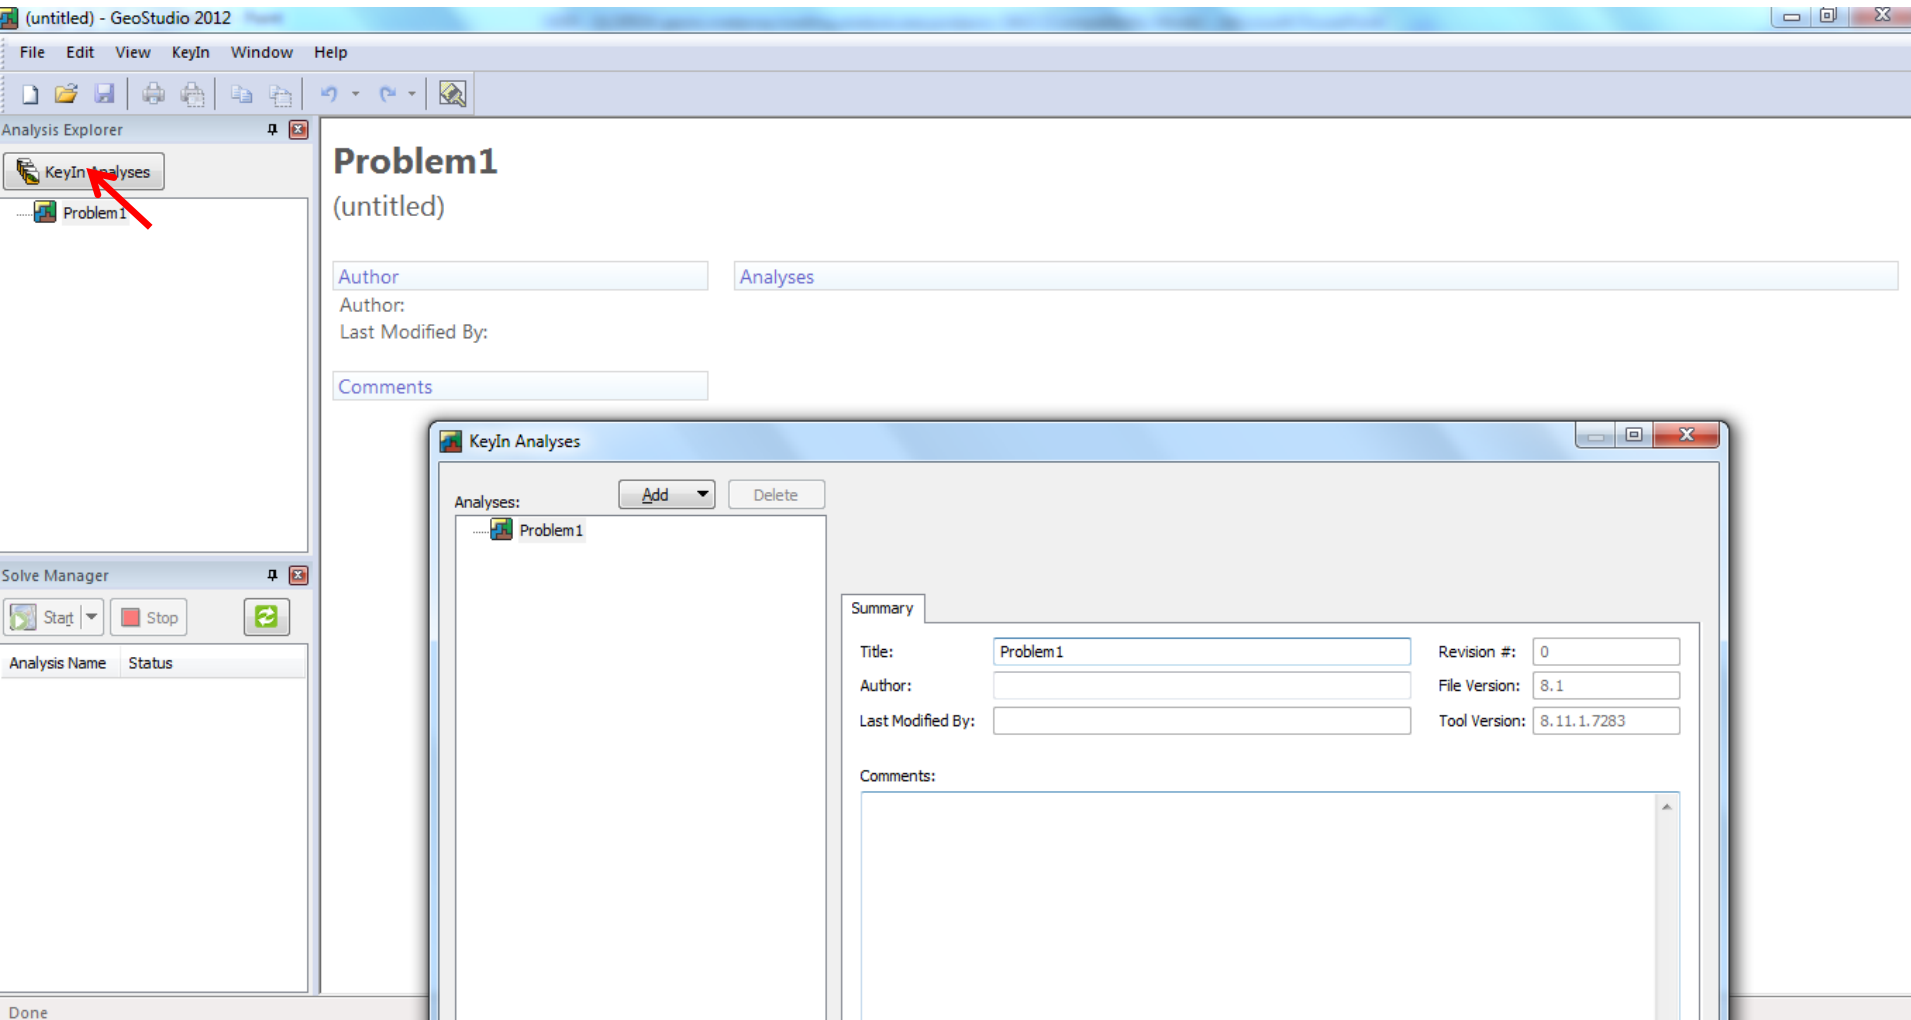 (untitled) - GeoStudio 2012
File Edit View KeyIn Window Help
Analysis Explorer
KeyIn Analyses
Problem1
Problem1
(untitled)
Author
Analyses
Author:
Last Modified By:
Comments
KeyIn Analyses
Analyses:
Add
Delete
Problem1
Summary
Title:
Problem1
Revision #:
0
Author:
File Version:
8.1
Last Modified By:
Tool Version:
8.11.1.7283
Comments:
Solve Manager
Start
Stop
Analysis Name
Status
Done